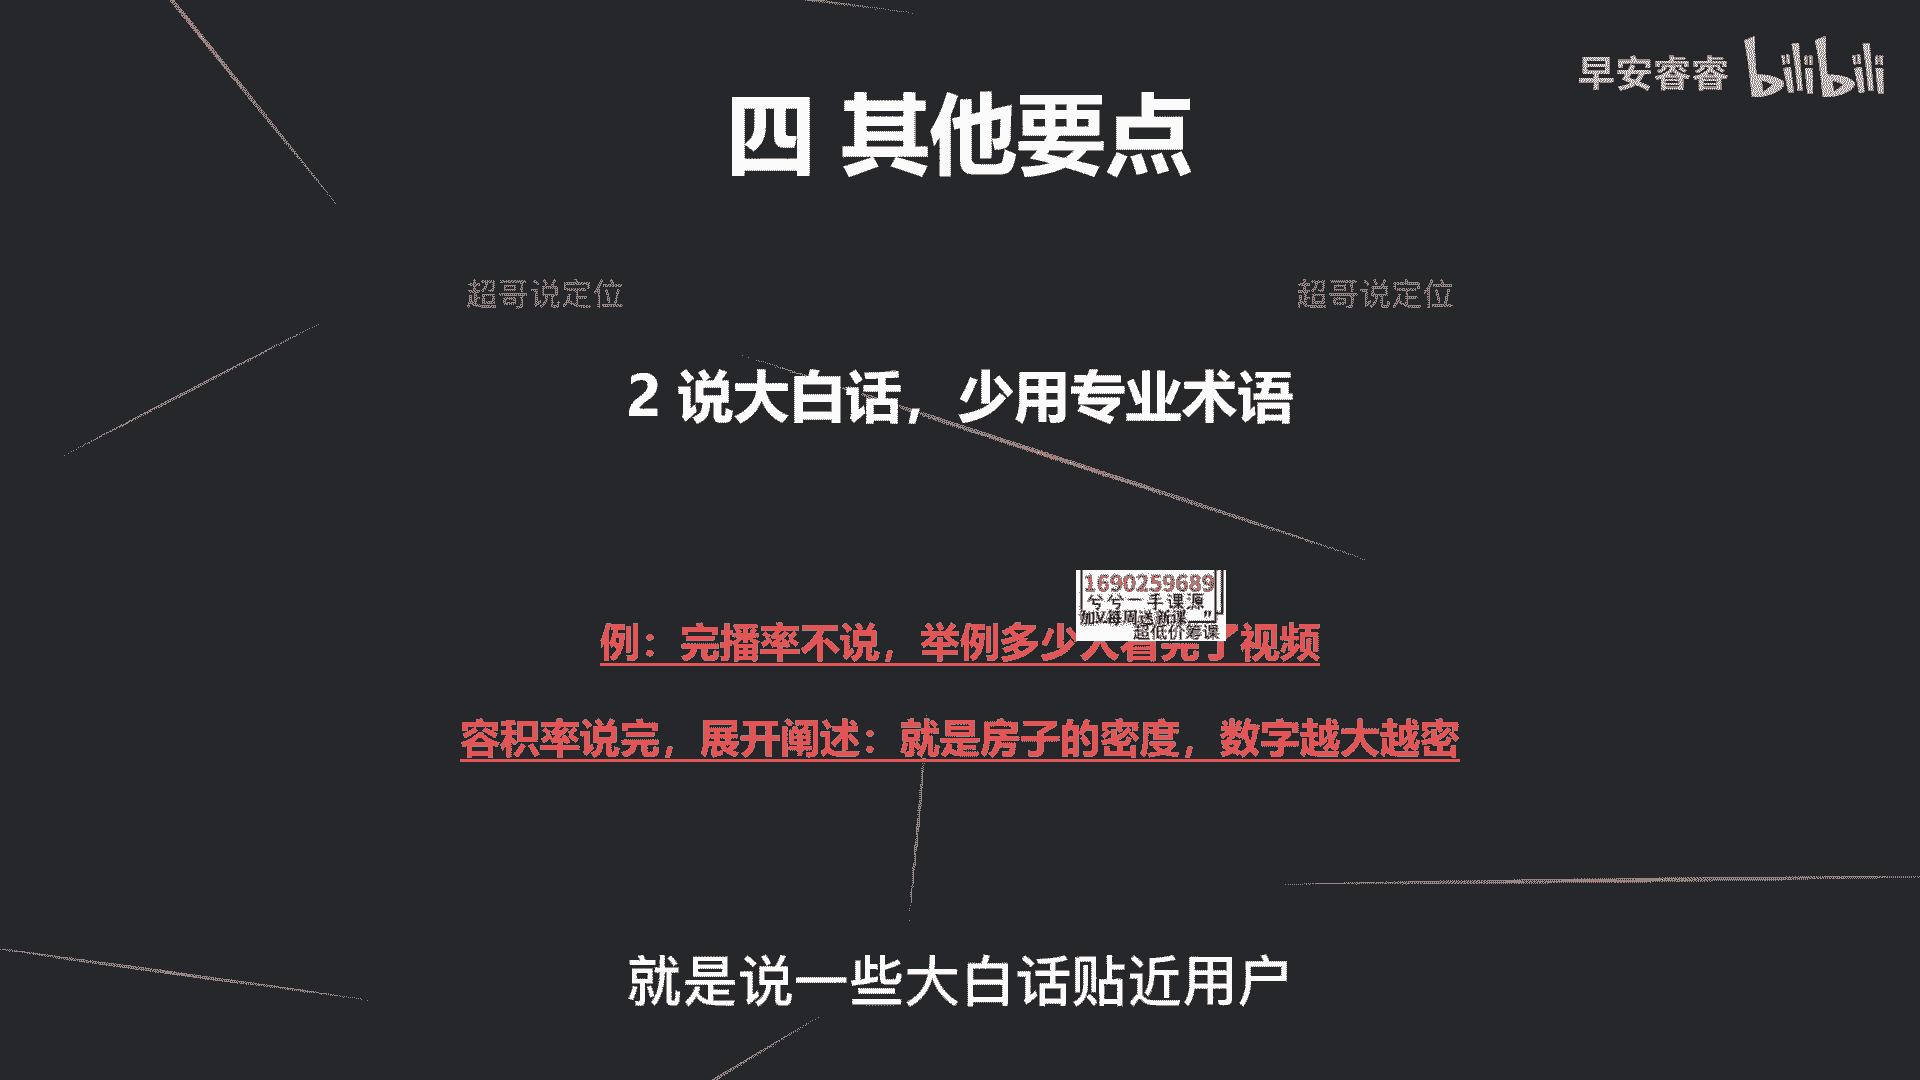 早安睿睿 bilibili
四 其他要点
超哥说定位 超哥说定位
2 说大白话，少用专业术语
1690259689
兮兮一手课源
加V每周送新课
超低价筹课
例：完播率不说，举例多少人看完了视频
容积率说完，展开阐述：就是房子的密度，数字越大越密
就是说一些大白话贴近用户